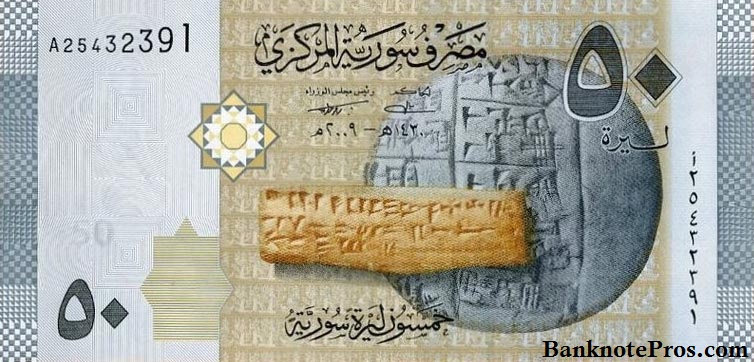 A25432391
مصرف سورية المركزي
٥٠
ليرة
الحاكم رئيس مجلس الوزراء
١٤٣٠هـ - ٢٠٠٩م
أ٢٥٤٣٢٣٩١
50
٥٠
خمسون ليرة سورية
BanknotePros.com